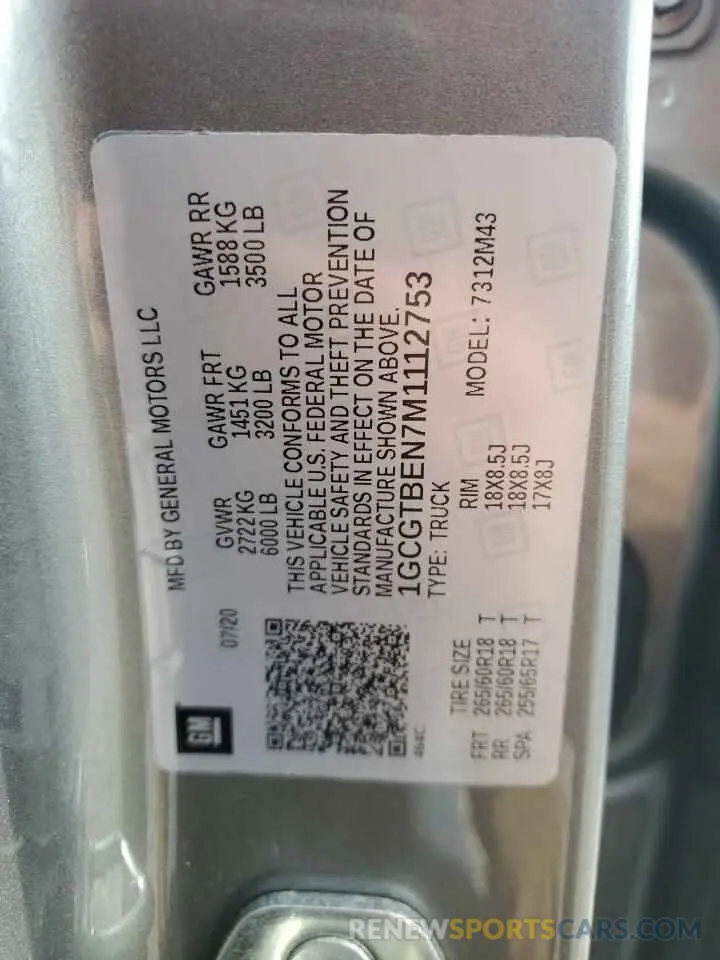 MFD BY GENERAL MOTORS LLC
07/20
GVWR GAWR FRT GAWR RR
2722 KG 1451 KG 1588 KG
6000 LB 3200 LB 3500 LB
THIS VEHICLE CONFORMS TO ALL
APPLICABLE U.S. FEDERAL MOTOR
VEHICLE SAFETY AND THEFT PREVENTION
STANDARDS IN EFFECT ON THE DATE OF
MANUFACTURE SHOWN ABOVE.
1GCGTBEN7M1112753
TYPE: TRUCK MODEL: 7312M43
TIRE SIZE RIM
FRT 265/60R18 T 18X8.5J
RR 265/60R18 T 18X8.5J
SPA 255/65R17 T 17X8J
GM
RENEWSPORTSCARS.COM